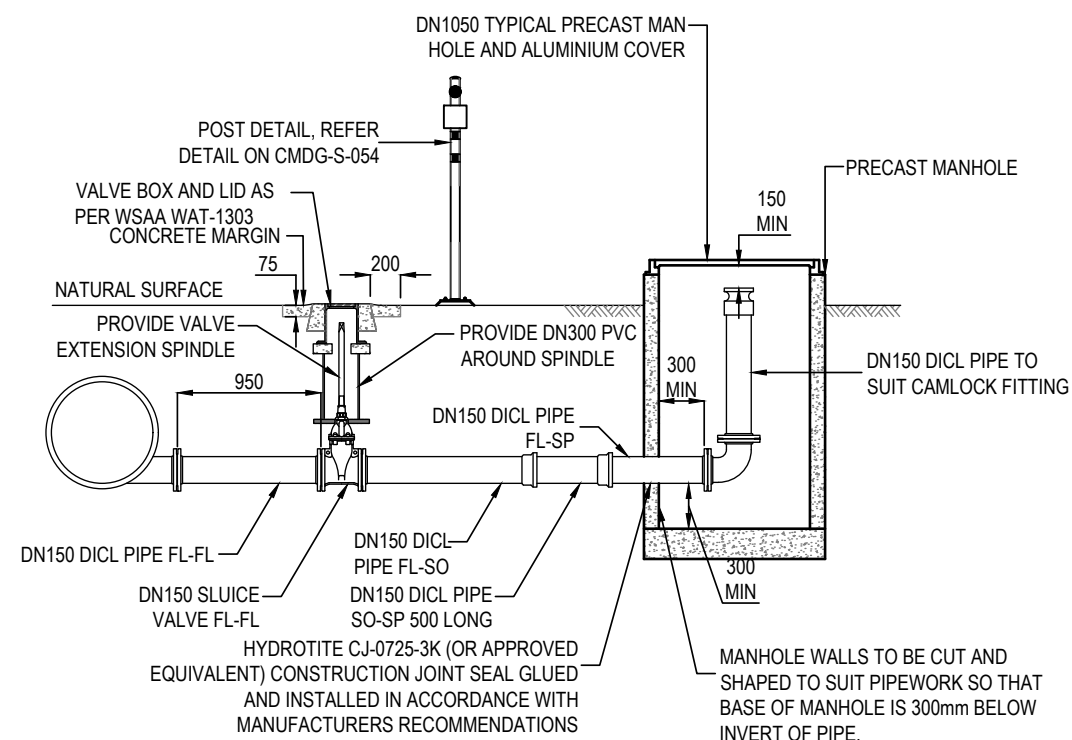 DN1050 TYPICAL PRECAST MAN
HOLE AND ALUMINIUM COVER
POST DETAIL, REFER
DETAIL ON CMDG-S-054
PRECAST MANHOLE
VALVE BOX AND LID AS
PER WSAA WAT-1303
CONCRETE MARGIN
150
MIN
75
200
NATURAL SURFACE
PROVIDE VALVE
EXTENSION SPINDLE
PROVIDE DN300 PVC
AROUND SPINDLE
DN150 DICL PIPE TO
SUIT CAMLOCK FITTING
300
MIN
950
DN150 DICL PIPE
FL-SP
DN150 DICL PIPE FL-FL
DN150 DICL
PIPE FL-SO
DN150 SLUICE
VALVE FL-FL
DN150 DICL PIPE
SO-SP 500 LONG
300
MIN
HYDROTITE CJ-0725-3K (OR APPROVED
EQUIVALENT) CONSTRUCTION JOINT SEAL GLUED
AND INSTALLED IN ACCORDANCE WITH
MANUFACTURERS RECOMMENDATIONS
MANHOLE WALLS TO BE CUT AND
SHAPED TO SUIT PIPEWORK SO THAT
BASE OF MANHOLE IS 300mm BELOW
INVERT OF PIPE.